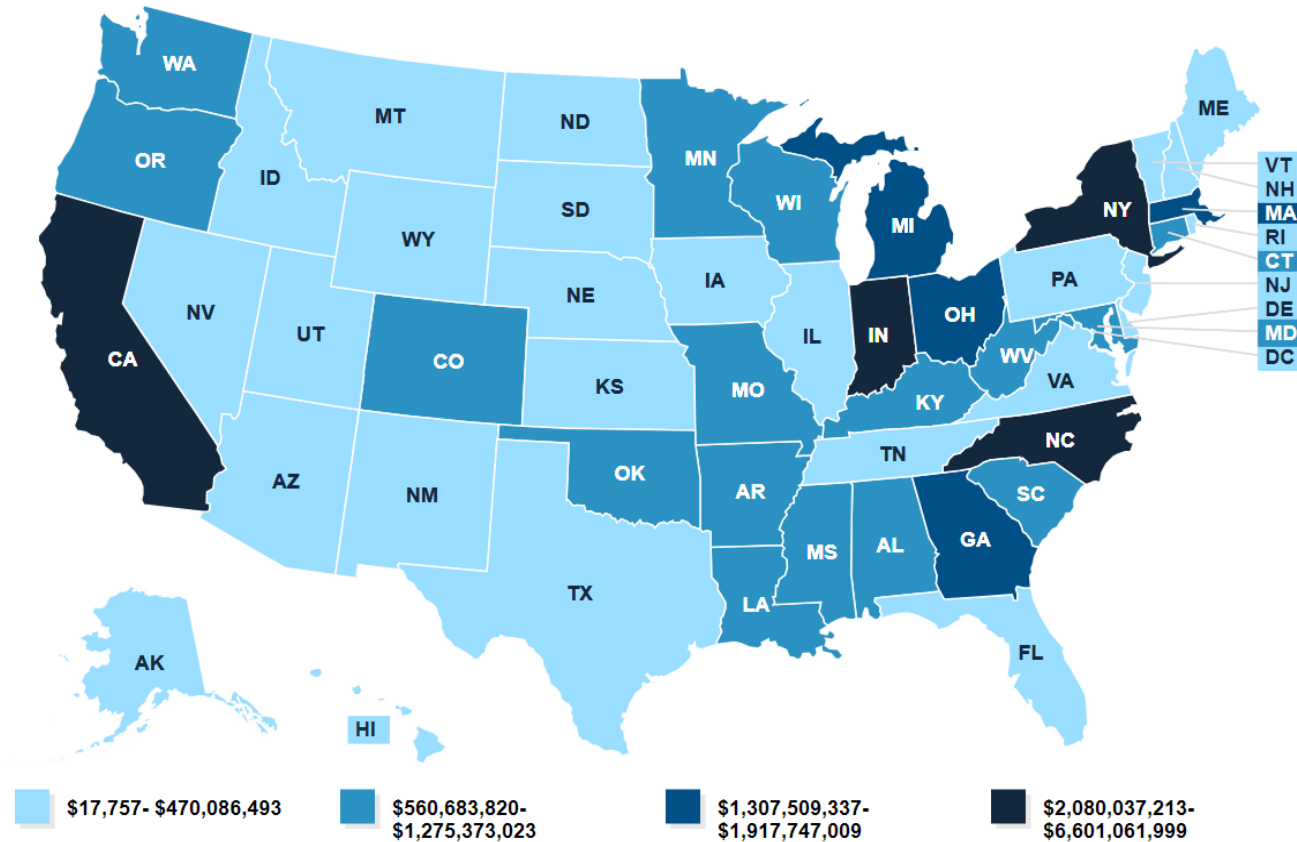 WA
MT
ND
MN
ME
OR
ID
SD
WI
MI
NY
VT
NH
MA
RI
CT
NJ
DE
MD
DC
WY
IA
PA
NV
NE
UT
IL
IN
OH
CA
CO
KS
MO
WV
VA
KY
NC
TN
AZ
NM
OK
AR
SC
MS
AL
GA
TX
LA
FL
AK
HI
$17,757- $470,086,493
$560,683,820-
$1,275,373,023
$1,307,509,337-
$1,917,747,009
$2,080,037,213-
$6,601,061,999